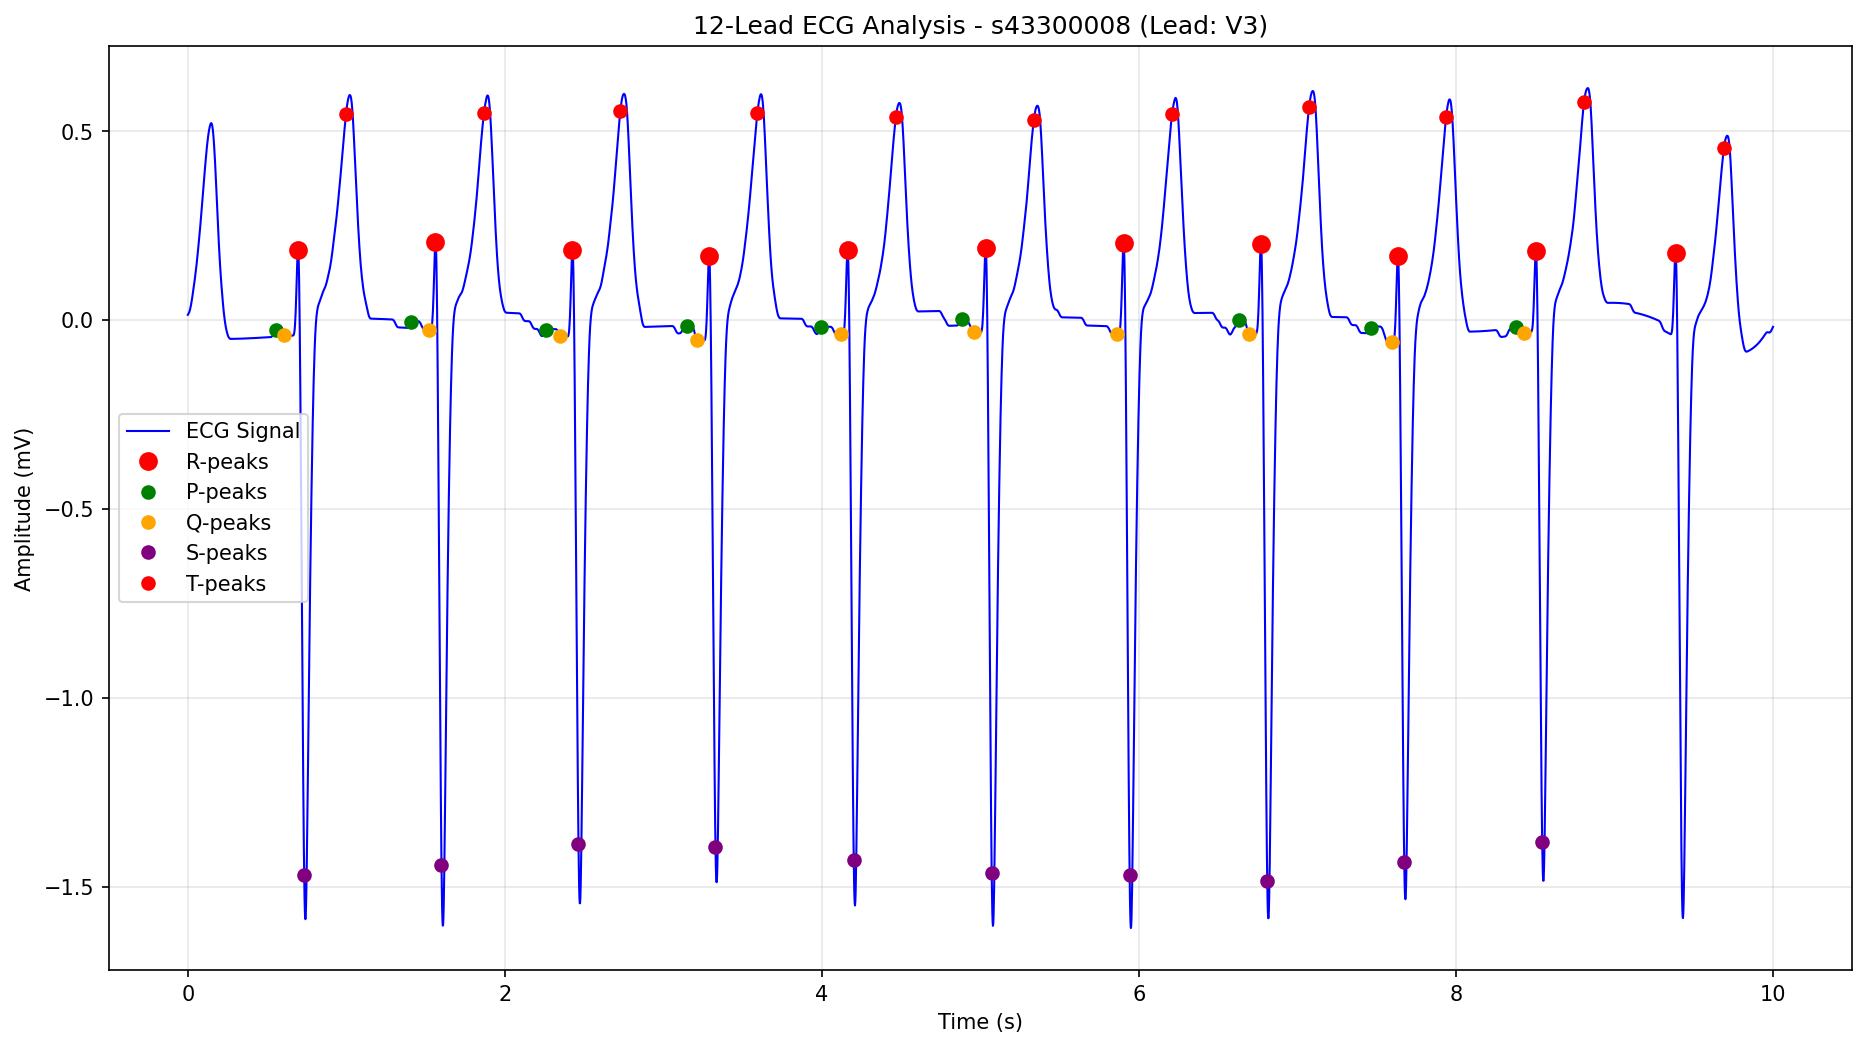 12-Lead ECG Analysis - s43300008 (Lead: V3)
Amplitude (mV)
0.5
0.0
−0.5
−1.0
−1.5
ECG Signal
R-peaks
P-peaks
Q-peaks
S-peaks
T-peaks
0 2 4 6 8 10
Time (s)